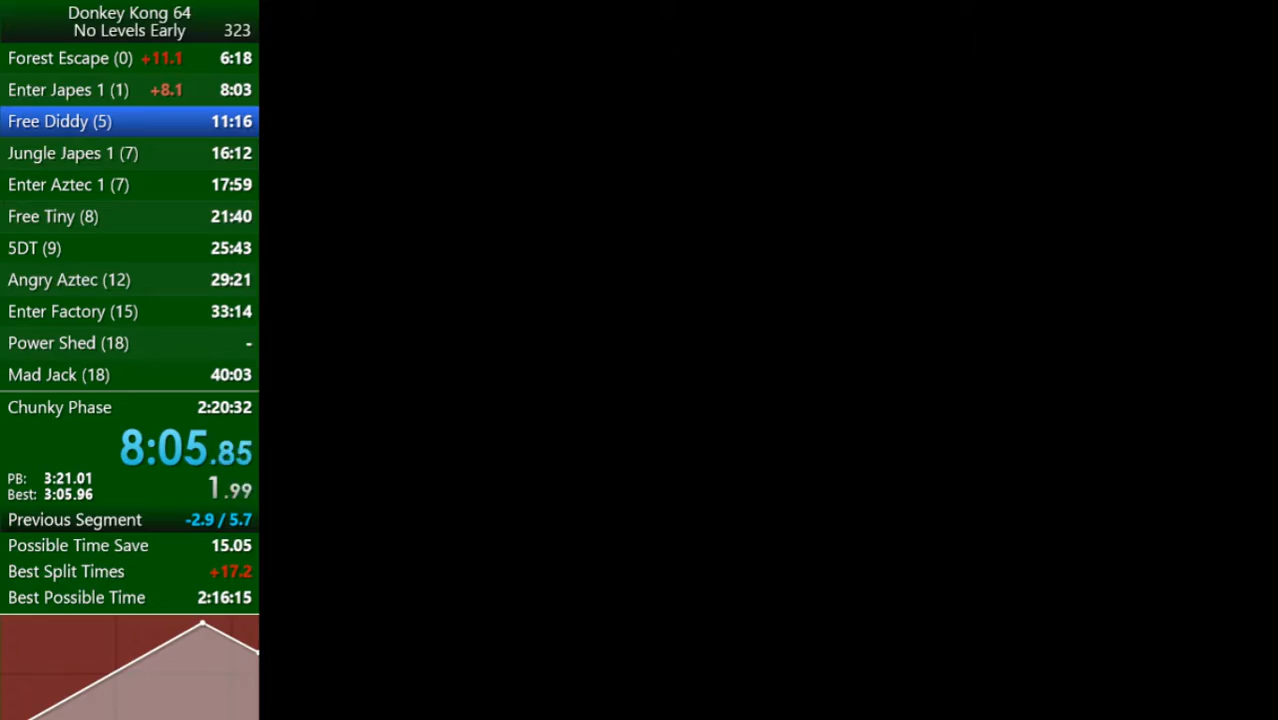 Donkey Kong 64
No Levels Early 323
Forest Escape (0) +11.1 6:18
Enter Japes 1 (1) +8.1 8:03
Free Diddy (5) 11:16
Jungle Japes 1 (7) 16:12
Enter Aztec 1 (7) 17:59
Free Tiny (8) 21:40
5DT (9) 25:43
Angry Aztec (12) 29:21
Enter Factory (15) 33:14
Power Shed (18) -
Mad Jack (18) 40:03
Chunky Phase 2:20:32
8:05.85
PB: 3:21.01
Best: 3:05.96 1.99
Previous Segment -2.9 / 5.7
Possible Time Save 15.05
Best Split Times +17.2
Best Possible Time 2:16:15